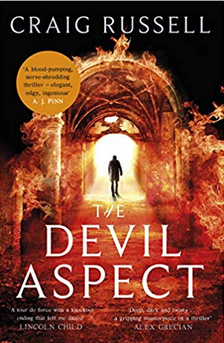 CRAIG RUSSELL
'A blood-pumping,
nerve-shredding
thriller – elegant,
edgy, ingenious'
A. J. FINN
THE
DEVIL
ASPECT
'A tour de force with a knockout
ending that left me dazed'
LINCOLN CHILD
'Deep, dark and twisty
a gripping masterpiece of a thriller'
ALEX GRECIAN